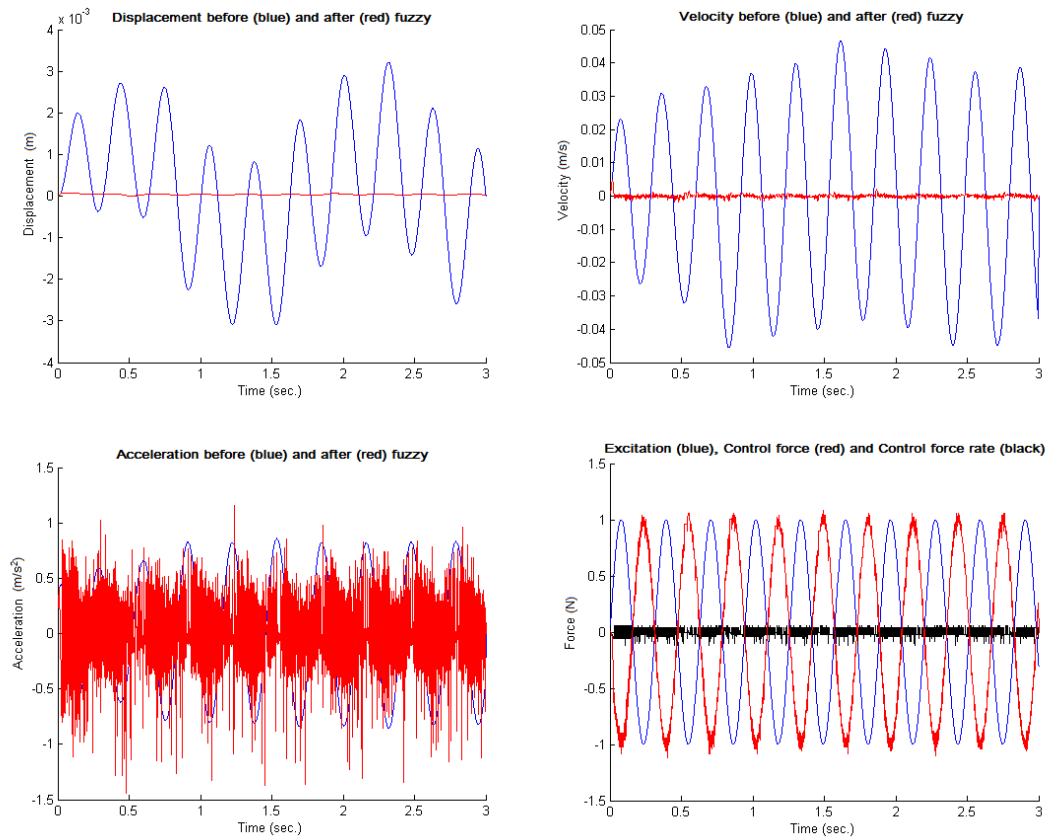 Displacement before (blue) and after (red) fuzzy
x 10-3
4
3
2
1
0
-1
-2
-3
-4
Displacement (m)
0 0.5 1 1.5 2 2.5 3
Time (sec.)
Velocity before (blue) and after (red) fuzzy
0.05
0.04
0.03
0.02
0.01
0
-0.01
-0.02
-0.03
-0.04
-0.05
Velocity (m/s)
0 0.5 1 1.5 2 2.5 3
Time (sec.)
Acceleration before (blue) and after (red) fuzzy
1.5
1
0.5
0
-0.5
-1
-1.5
Acceleration (m/s²)
0 0.5 1 1.5 2 2.5 3
Time (sec.)
Excitation (blue), Control force (red) and Control force rate (black)
1.5
1
0.5
0
-0.5
-1
-1.5
Force (N)
0 0.5 1 1.5 2 2.5 3
Time (sec.)